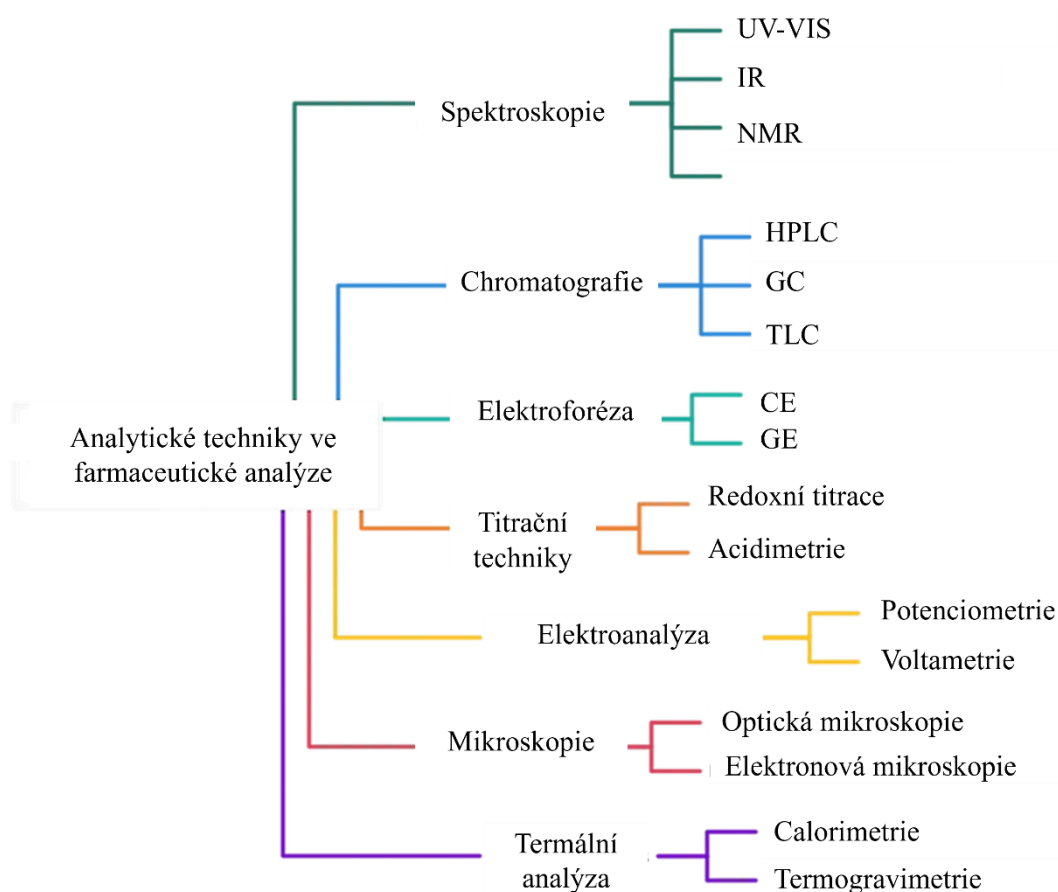 Analytické techniky ve
farmaceutické analýze
Spektroskopie
UV-VIS
IR
NMR
Chromatografie
HPLC
GC
TLC
Elektroforéza
CE
GE
Titrační
techniky
Redoxní titrace
Acidimetrie
Elektroanalýza
Potenciometrie
Voltametrie
Mikroskopie
Optická mikroskopie
Elektronová mikroskopie
Termální
analýza
Calorimetrie
Termogravimetrie